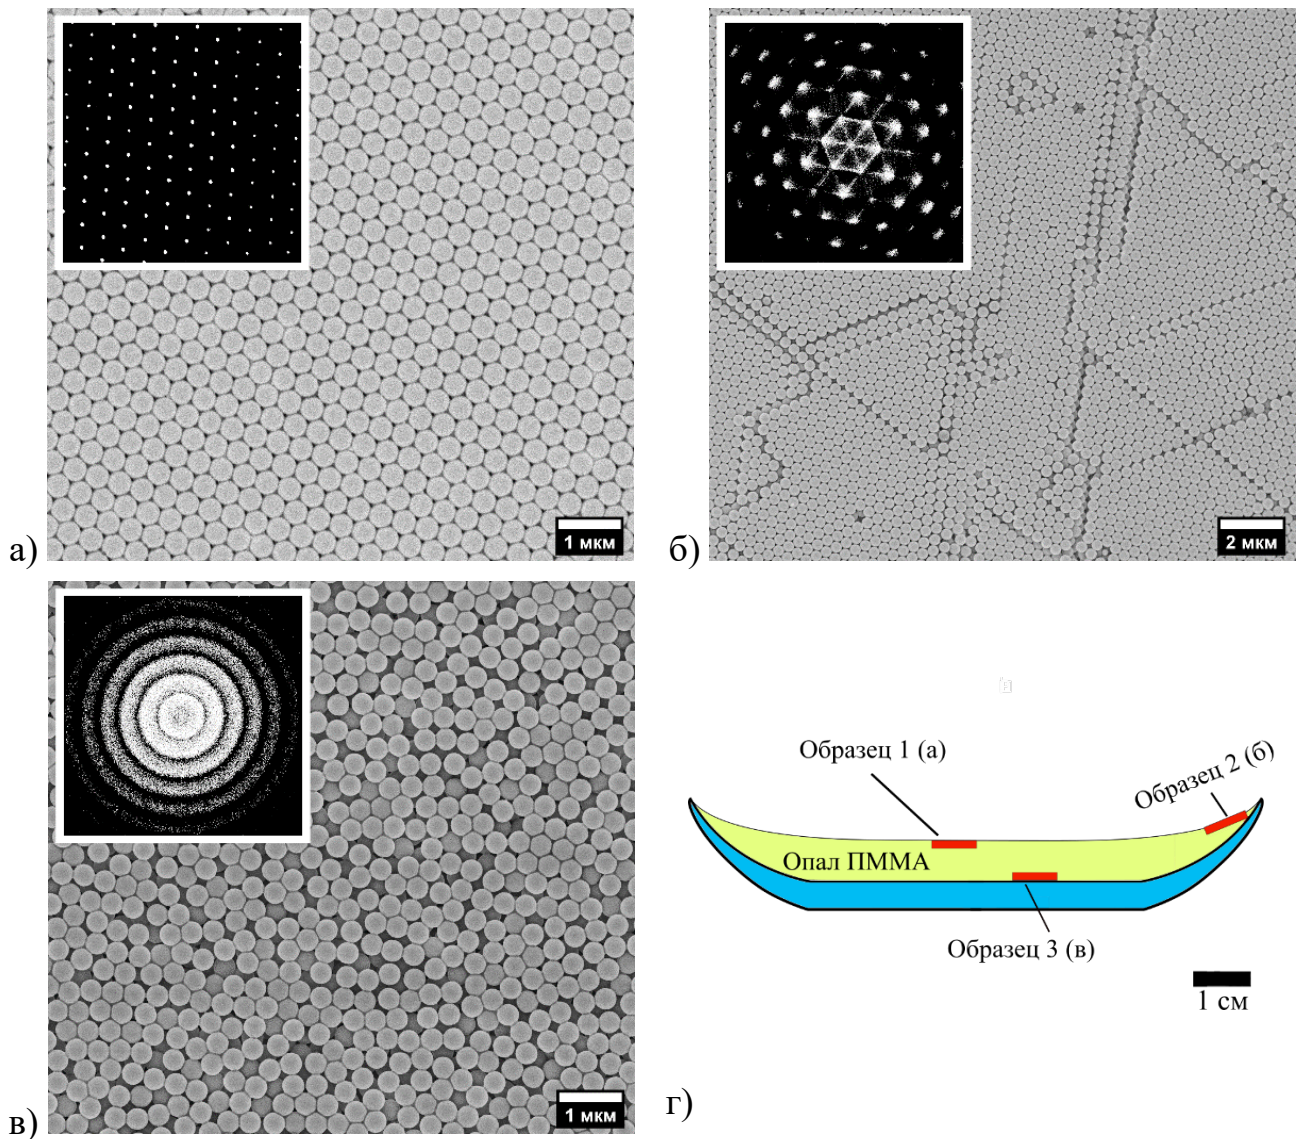 а)
1 мкм
б)
2 мкм
в)
1 мкм
Образец 1 (а)
Образец 2 (б)
Опал ПММА
Образец 3 (в)
1 см
г)